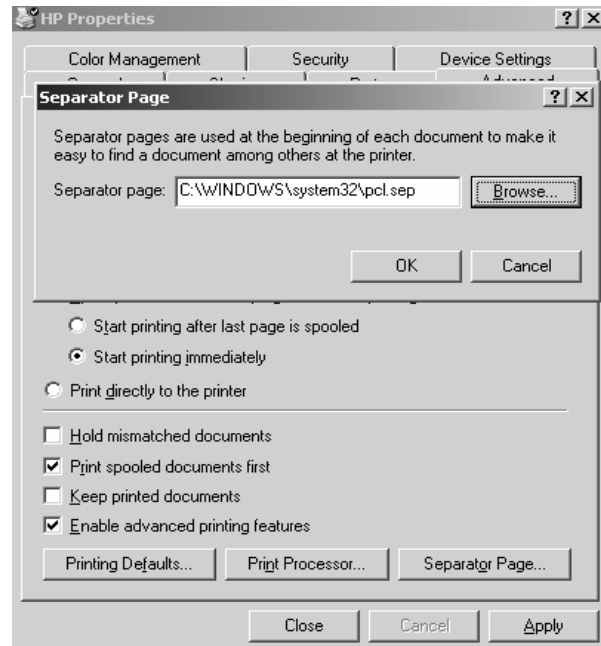 HP Properties
Color Management Security Device Settings
Advanced
Separator Page
Separator pages are used at the beginning of each document to make it
easy to find a document among others at the printer.
Separator page: C:\WINDOWS\system32\pcl.sep Browse...
OK Cancel
Start printing after last page is spooled
Start printing immediately
Print directly to the printer
Hold mismatched documents
Print spooled documents first
Keep printed documents
Enable advanced printing features
Printing Defaults... Print Processor... Separator Page...
Close Cancel Apply